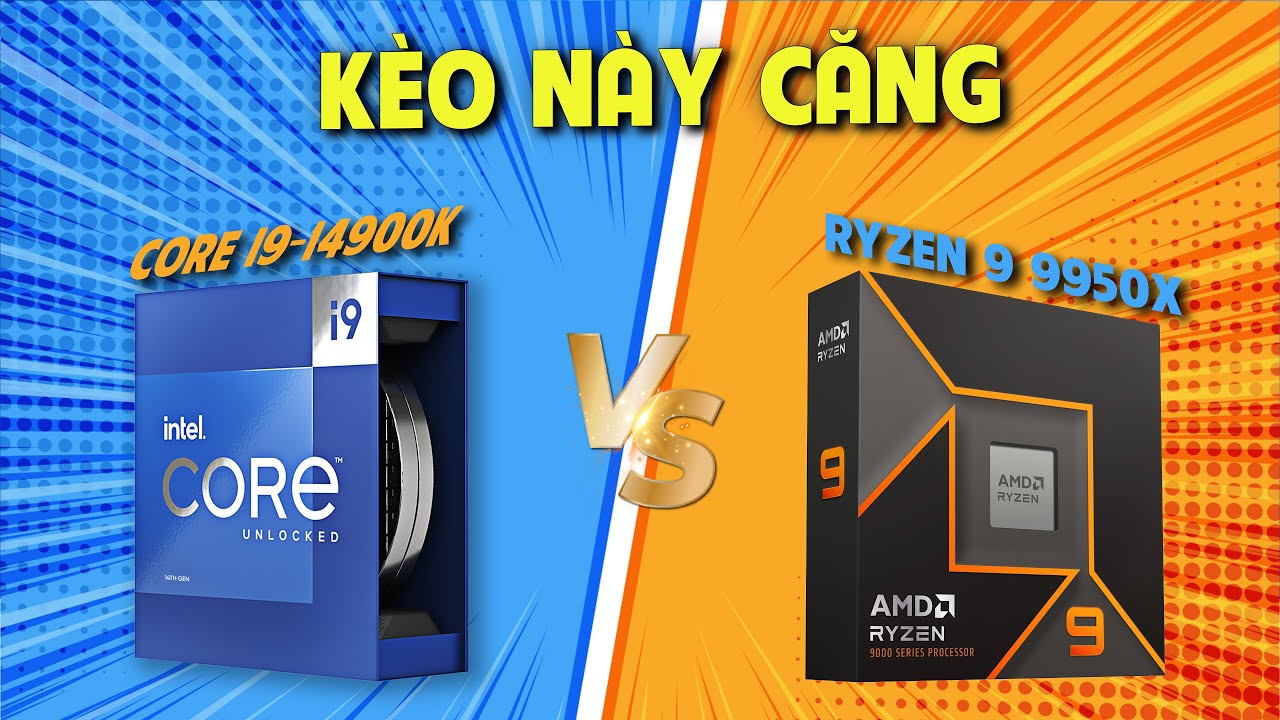 KÈO NÀY CĂNG
CORE I9-14900K
RYZEN 9 9950X
i9
intel.
CORE™
UNLOCKED
14TH GEN
VS
AMD
RYZEN
9
AMD
RYZEN
AMD
RYZEN
9000 SERIES PROCESSOR
9